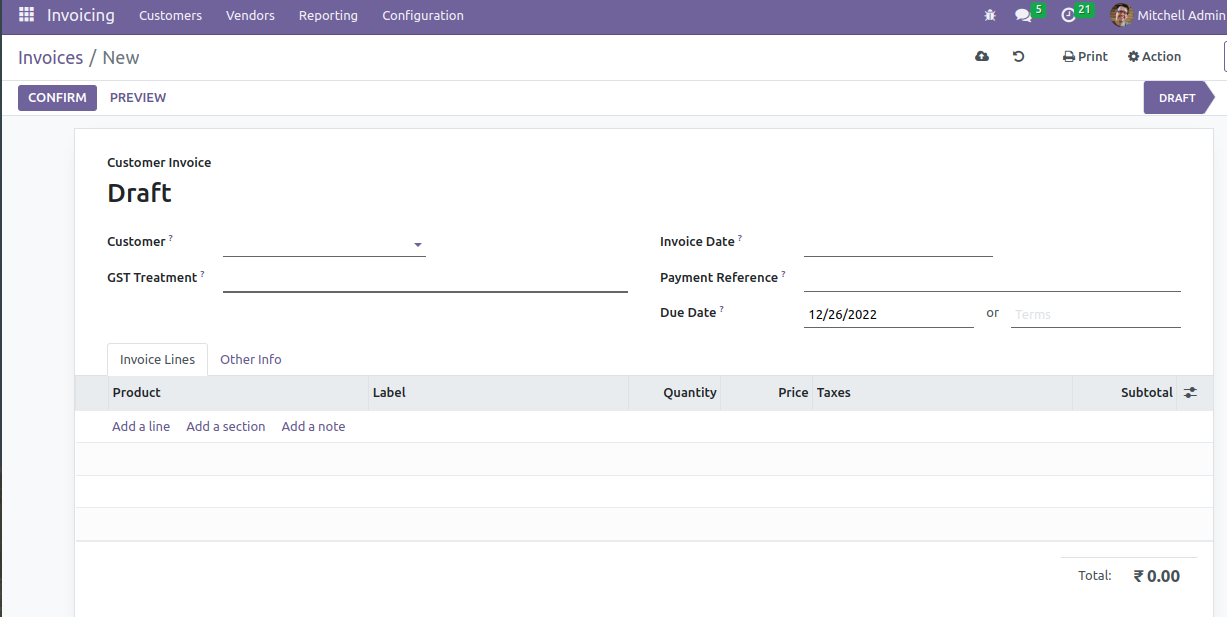 Invoicing Customers Vendors Reporting Configuration 5 21 Mitchell Admin
Invoices / New Print Action
CONFIRM PREVIEW DRAFT
Customer Invoice
Draft
Customer ? Invoice Date ?
GST Treatment ? Payment Reference ?
Due Date ? 12/26/2022 or Terms
Invoice Lines Other Info
Product Label Quantity Price Taxes Subtotal
Add a line Add a section Add a note
Total: ₹ 0.00